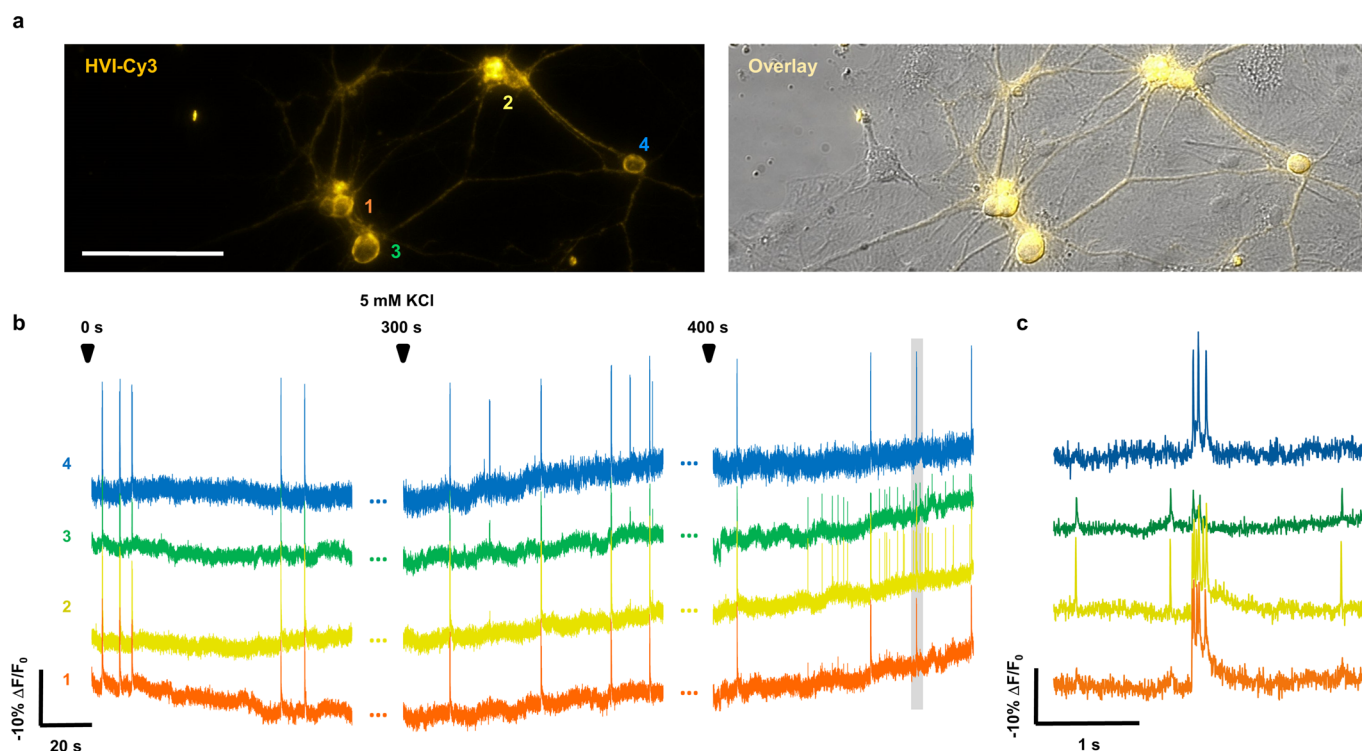 a
HVI-Cy3
2
4
1
3
Overlay
5 mM KCl
b
0 s
300 s
400 s
c
4
...
...
3
...
...
2
...
...
1
...
...
-10% ΔF/F₀
20 s
-10% ΔF/F₀
1 s